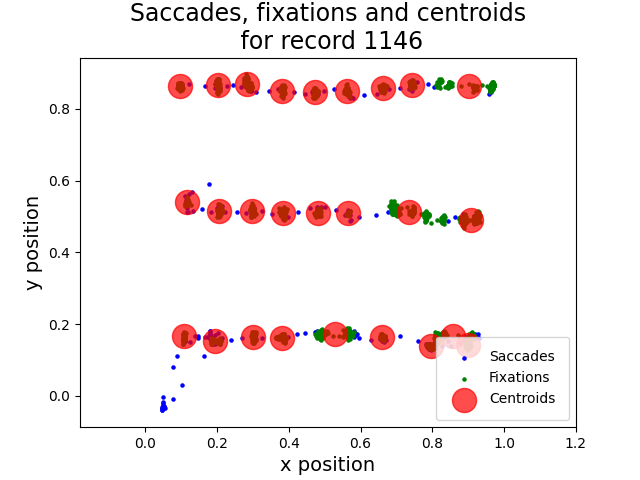 Saccades, fixations and centroids
for record 1146
y position
0.8
0.6
0.4
0.2
0.0
Saccades
Fixations
Centroids
0.0 0.2 0.4 0.6 0.8 1.0 1.2
x position